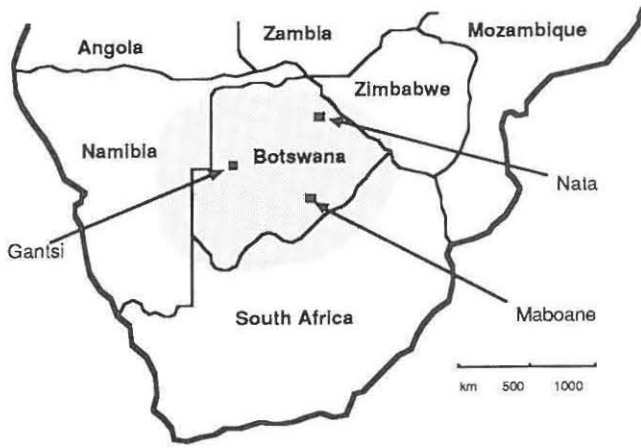 Angola
Zambia
Mozambique
Zimbabwe
Namibia
Botswana
Nata
Gantsi
South Africa
Maboane
km 500 1000